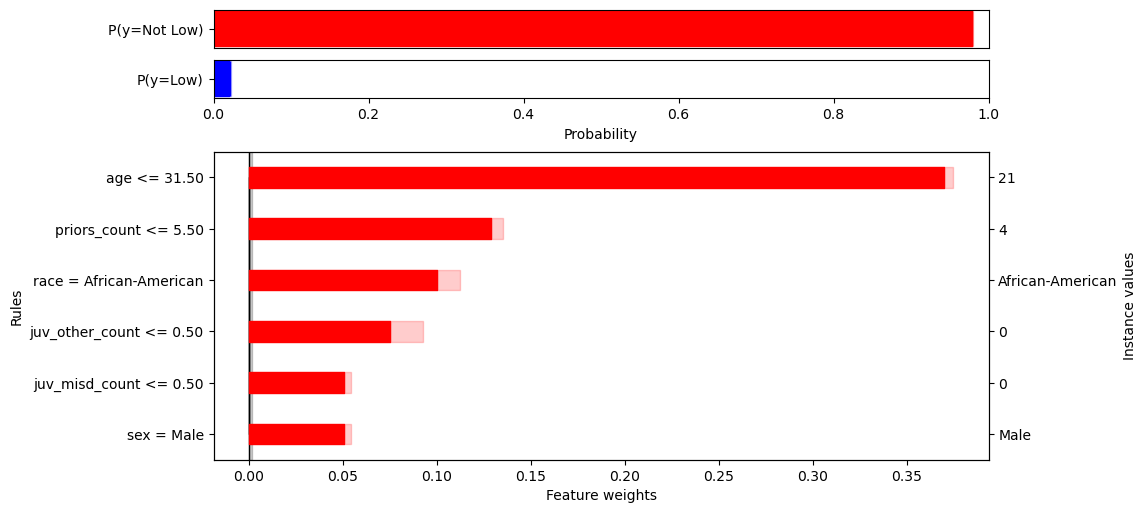 P(y=Not Low)
P(y=Low)
0.0 0.2 0.4 0.6 0.8 1.0
Probability
age <= 31.50 21
priors_count <= 5.50 4
race = African-American African-American
juv_other_count <= 0.50 0
juv_misd_count <= 0.50 0
sex = Male Male
Rules
Instance values
0.00 0.05 0.10 0.15 0.20 0.25 0.30 0.35
Feature weights